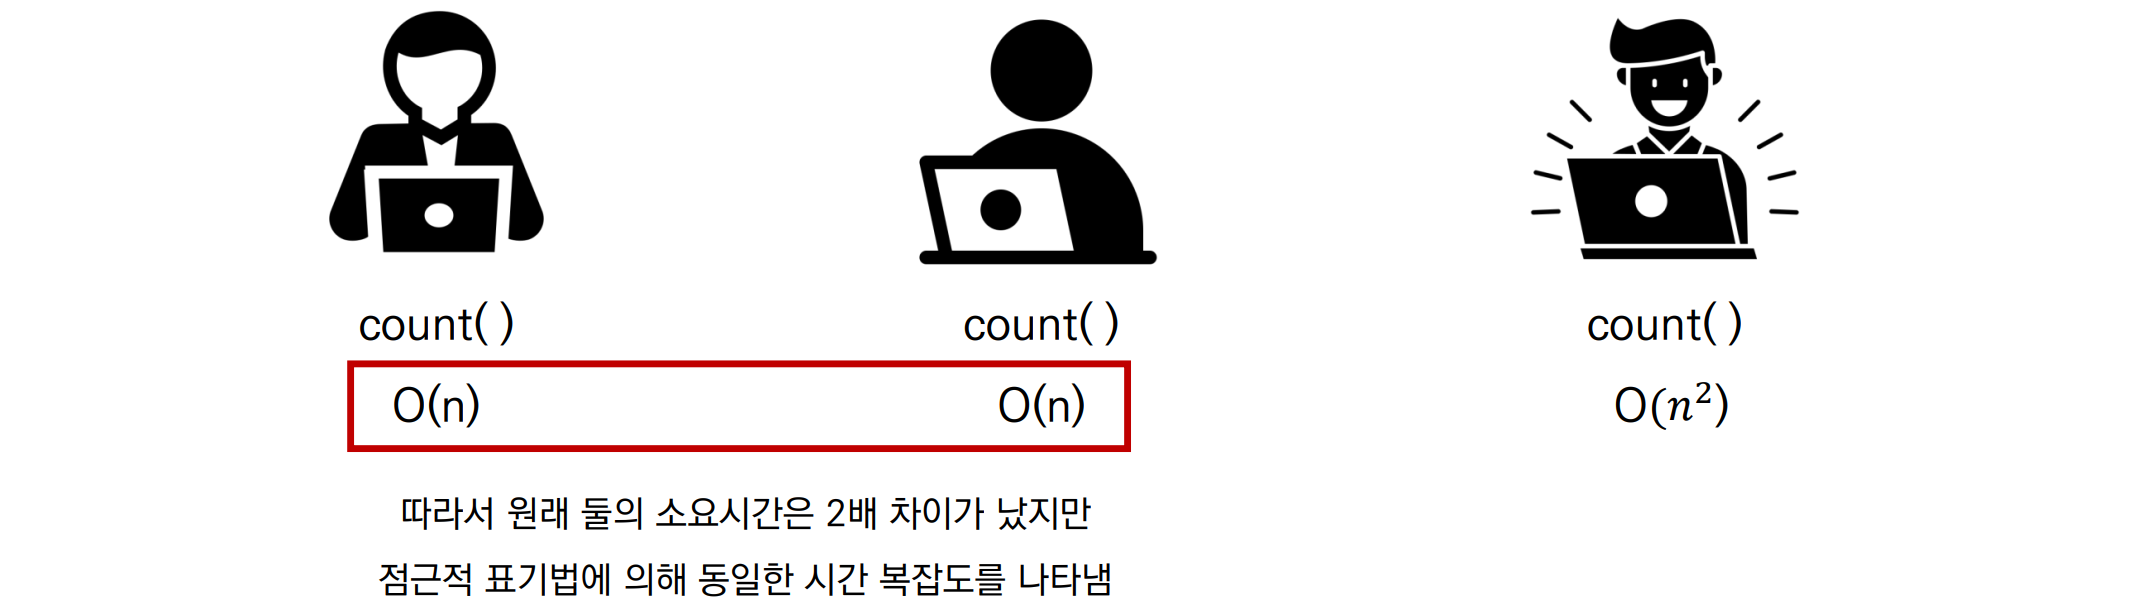 count( ) count( ) count( )
O(n) O(n) O(n²)
따라서 원래 둘의 소요시간은 2배 차이가 났지만
점근적 표기법에 의해 동일한 시간 복잡도를 나타냄